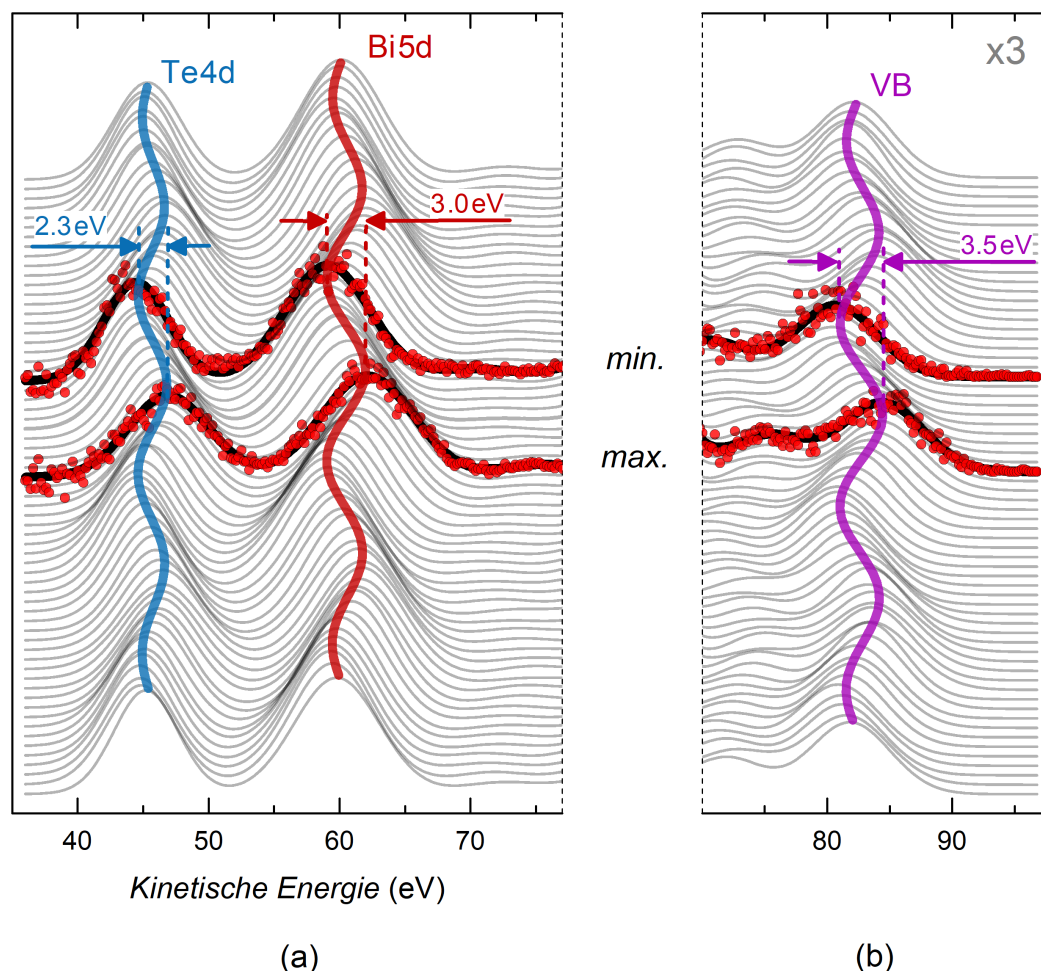 Te4d
Bi5d
2.3eV
3.0eV
x3
VB
3.5eV
min.
max.
40
50
60
70
80
90
Kinetische Energie (eV)
(a)
(b)